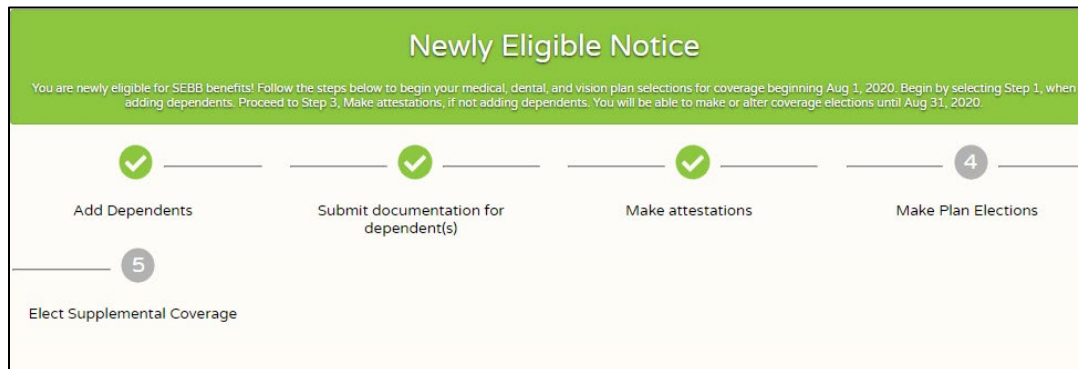 Newly Eligible Notice
You are newly eligible for SEBB benefits! Follow the steps below to begin your medical, dental, and vision plan selections for coverage beginning Aug 1, 2020. Begin by selecting Step 1, when
adding dependents. Proceed to Step 3, Make attestations, if not adding dependents. You will be able to make or alter coverage elections until Aug 31, 2020.
4
Add Dependents
Submit documentation for
dependent(s)
Make attestations
Make Plan Elections
5
Elect Supplemental Coverage